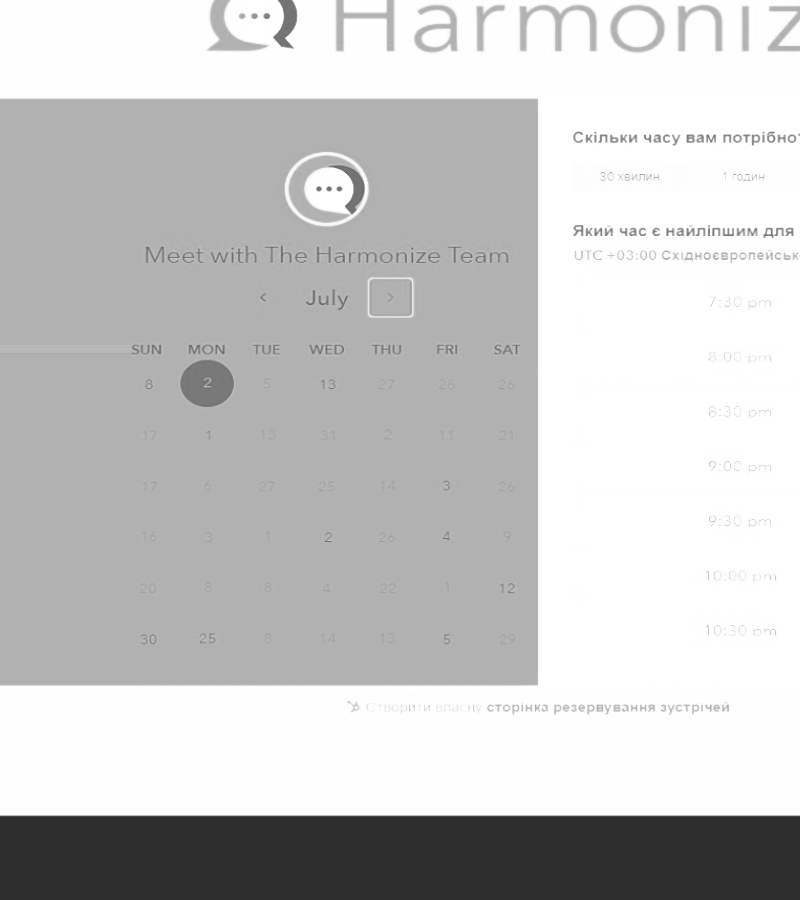 Harmoniz
Meet with The Harmonize Team
July
SUN MON TUE WED THU FRI SAT
8 2 5 13 27 28 26
17 1 13 31 2 11 21
17 6 27 25 14 3 26
16 3 1 2 26 4 9
20 8 8 4 22 1 12
30 25 8 14 13 5 29
Скільки часу вам потрібно?
30 хвилин 1 годин
Який час є найліпшим для
UTC +03:00 Східноєвропейськ
7:30 pm
8:00 pm
8:30 pm
9:00 pm
9:30 pm
10:00 pm
10:30 pm
Створити власну сторінка резервування зустрічей